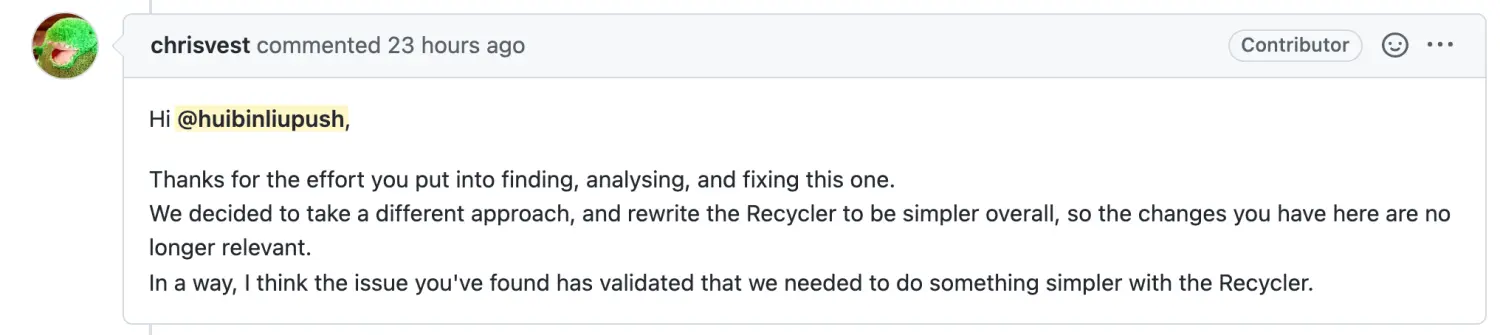 chrisvest commented 23 hours ago
Contributor
Hi @huibinliupush,
Thanks for the effort you put into finding, analysing, and fixing this one.
We decided to take a different approach, and rewrite the Recycler to be simpler overall, so the changes you have here are no
longer relevant.
In a way, I think the issue you've found has validated that we needed to do something simpler with the Recycler.